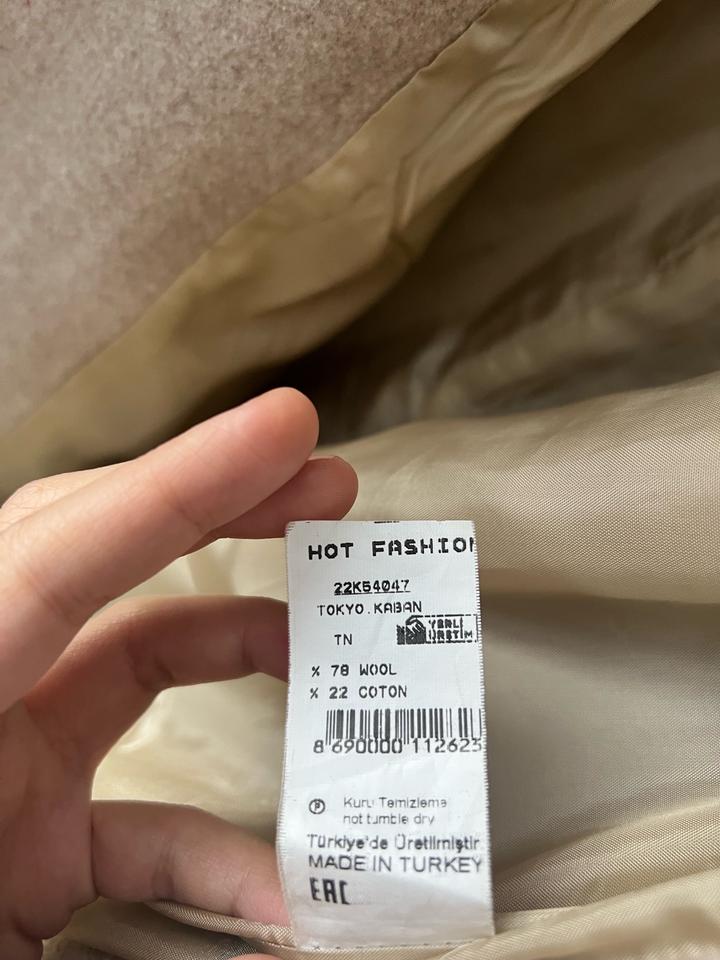 HOT FASHION
22K54047
TOKYO.KABAN
TN
YERLİ
ÜRETİM
% 78 WOOL
% 22 COTON
8 690000 112623
Kuru Temizleme
not tumble dry
Türkiye'de Üretilmiştir
MADE IN TURKEY
EAC